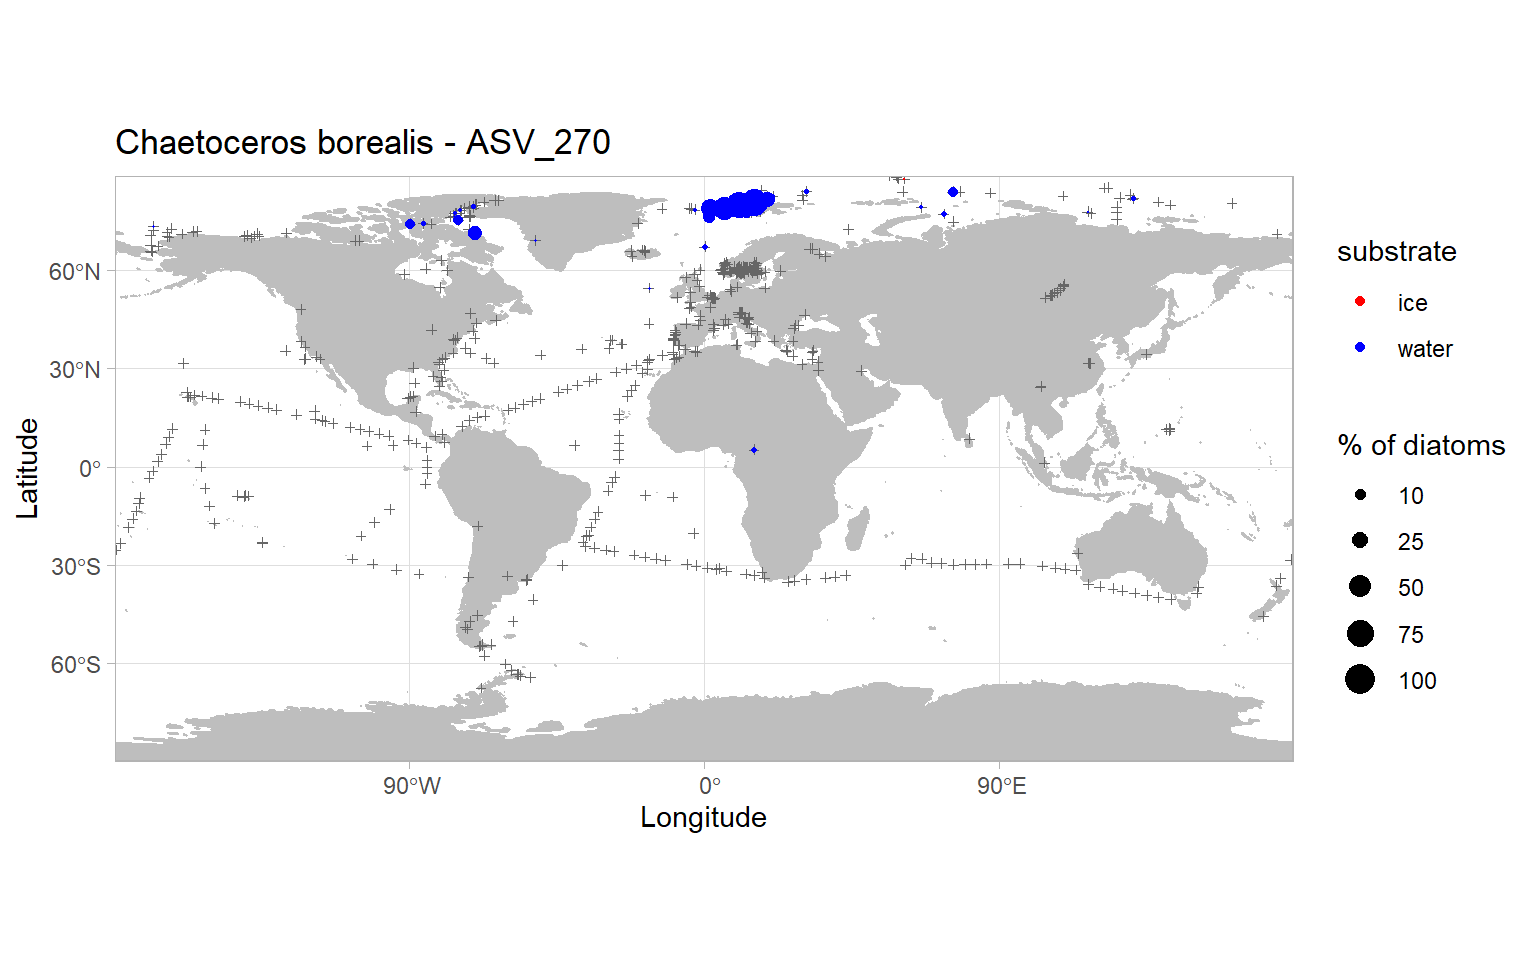 Chaetoceros borealis - ASV_270
60°N
30°N
0°
30°S
60°S
Latitude
90°W
0°
90°E
Longitude
substrate
ice
water
% of diatoms
10
25
50
75
100